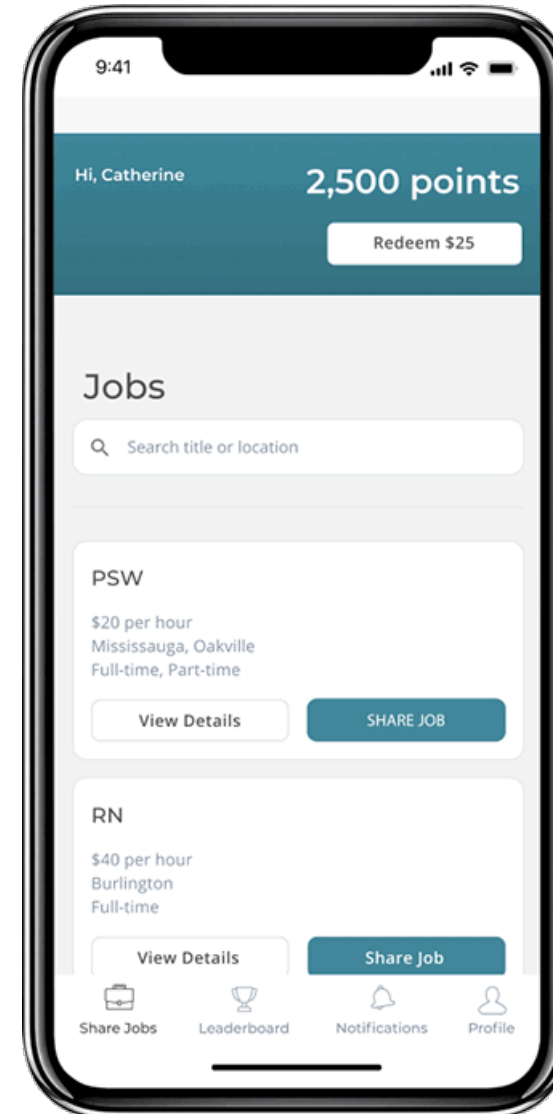 9:41
Hi, Catherine
2,500 points
Redeem $25
Jobs
Search title or location
PSW
$20 per hour
Mississauga, Oakville
Full-time, Part-time
View Details
SHARE JOB
RN
$40 per hour
Burlington
Full-time
View Details
Share Job
Share Jobs
Leaderboard
Notifications
Profile